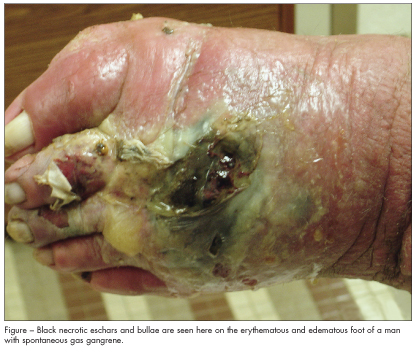 Figure – Black necrotic eschars and bullae are seen here on the erythematous and edematous foot of a man
with spontaneous gas gangrene.